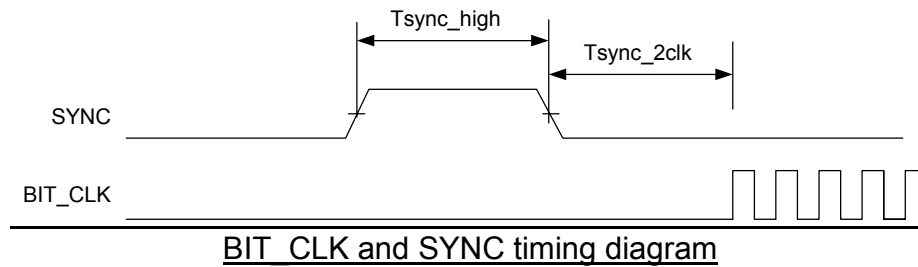 Tsync_high
Tsync_2clk
SYNC
BIT_CLK
BIT_CLK and SYNC timing diagram